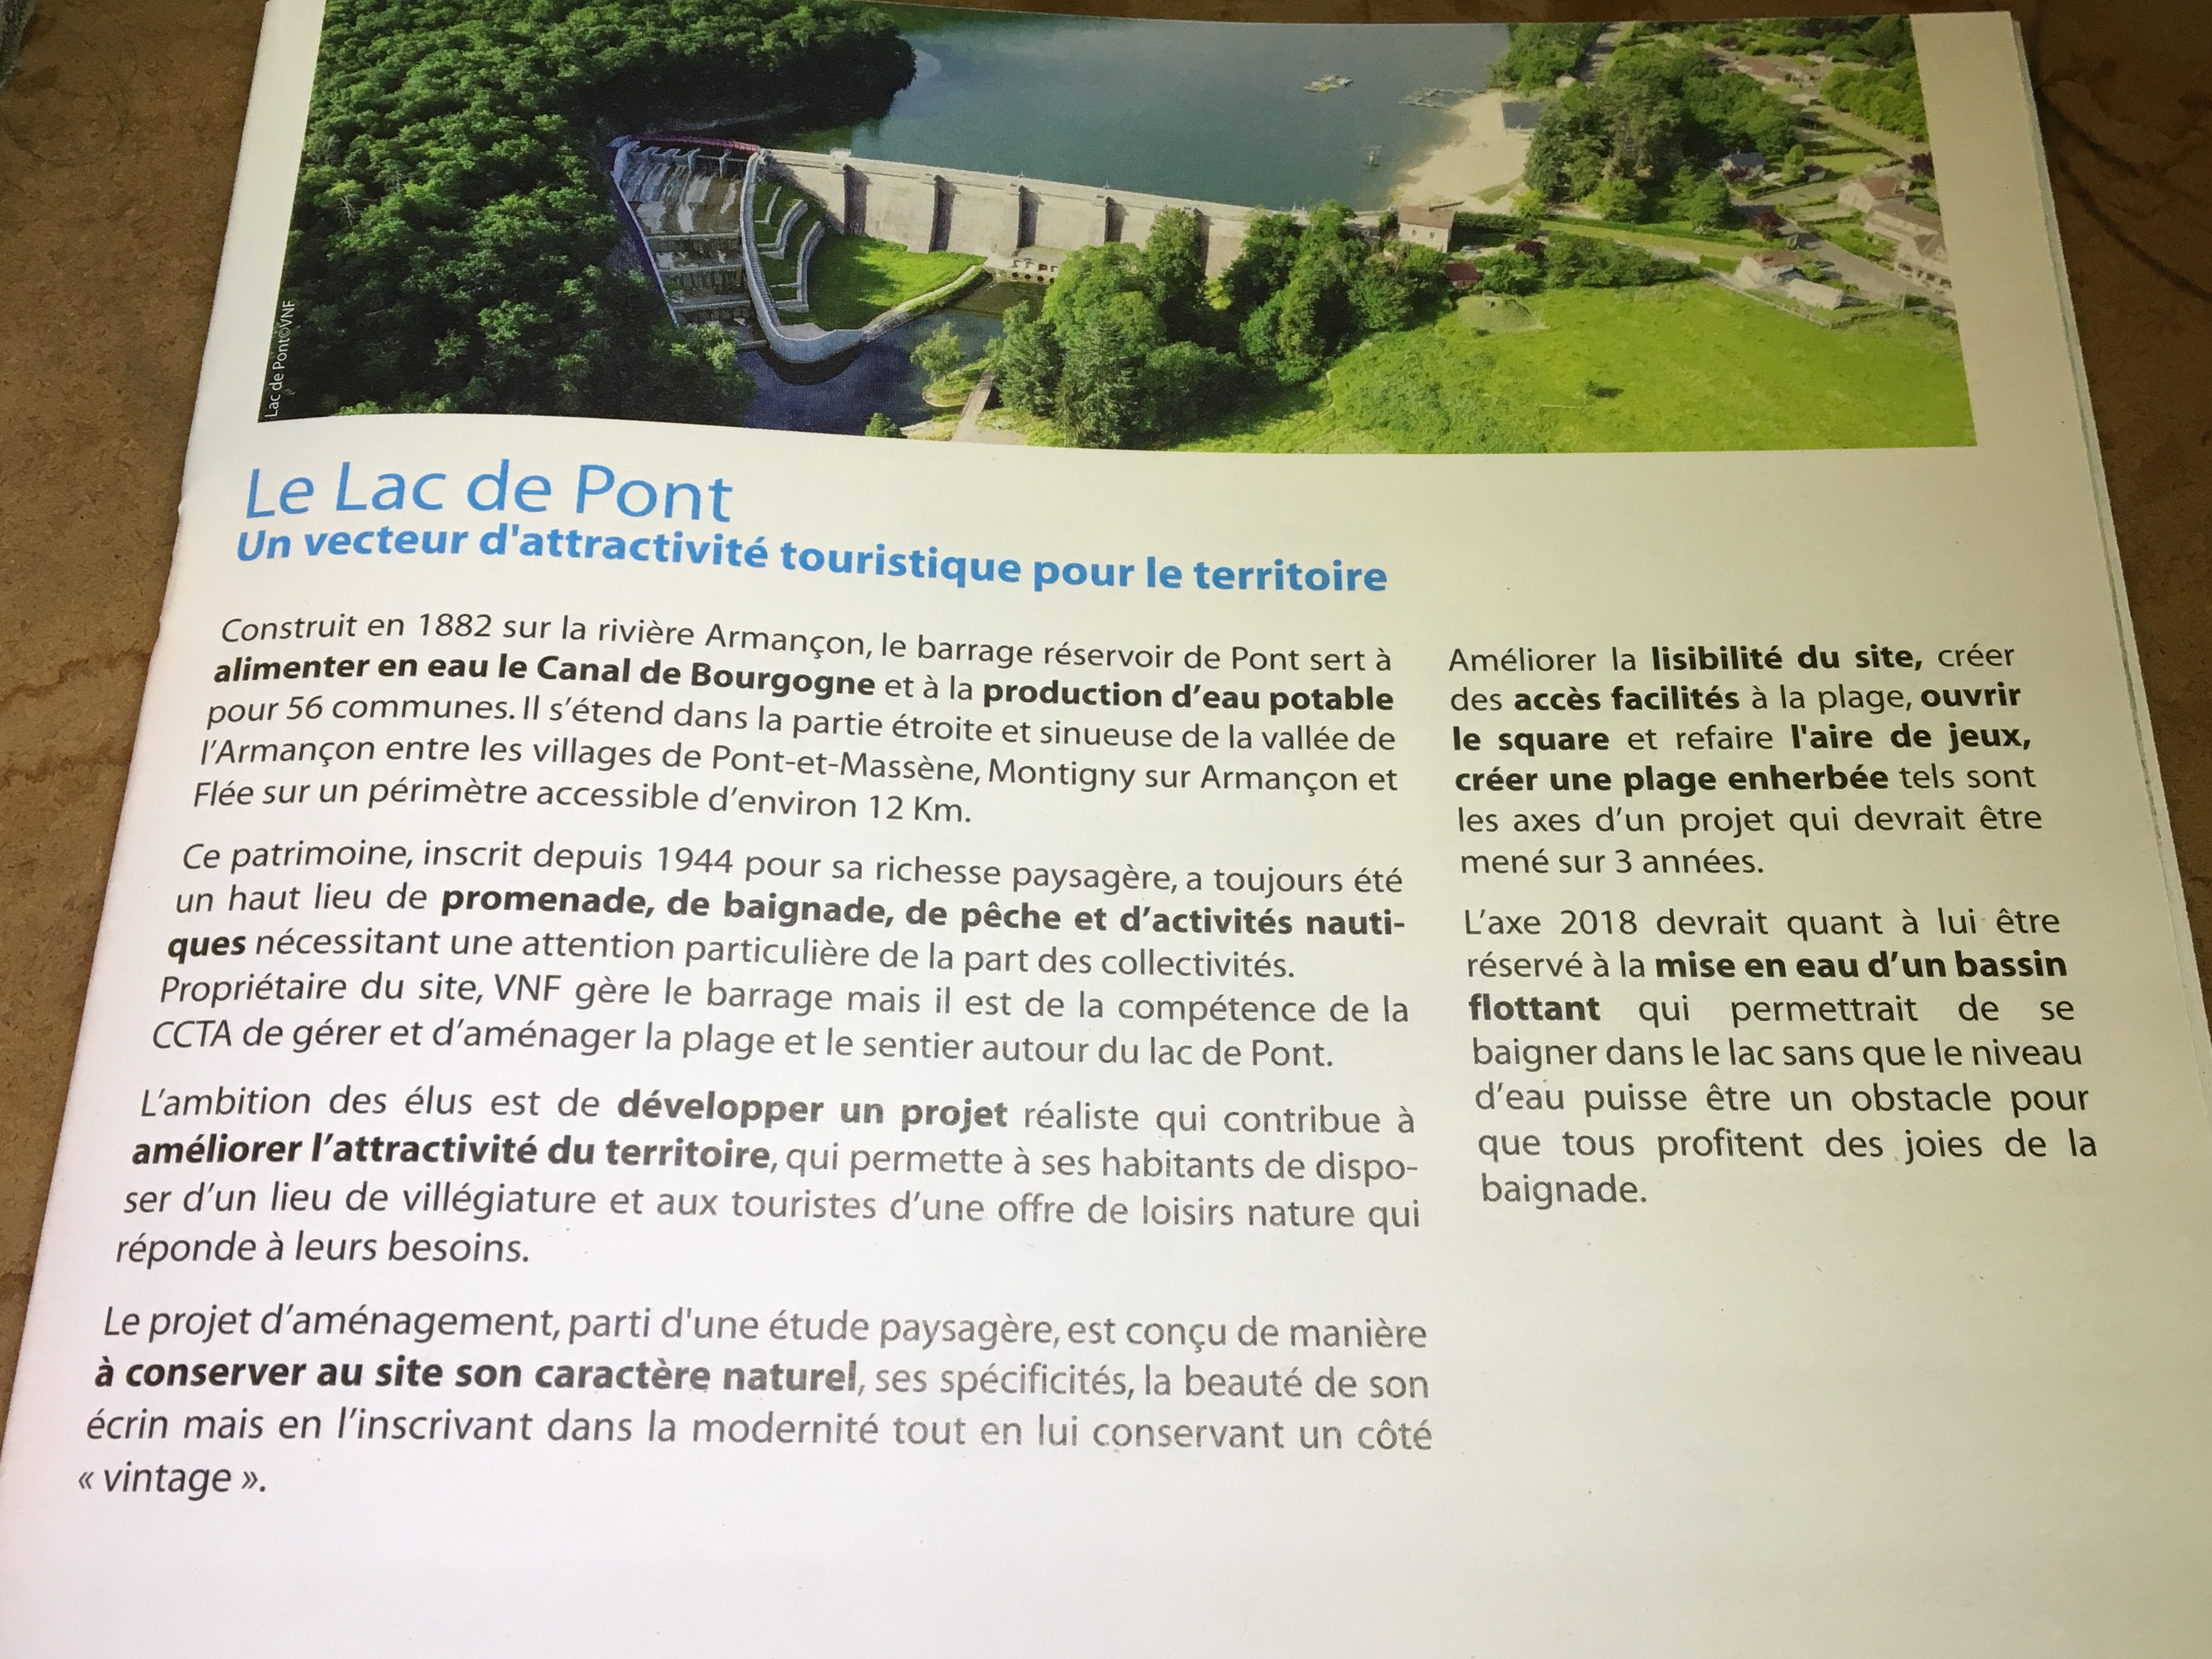 Lac de Pont©VNF
Le Lac de Pont
Un vecteur d'attractivité touristique pour le territoire
Construit en 1882 sur la rivière Armançon, le barrage réservoir de Pont sert à
alimenter en eau le Canal de Bourgogne et à la production d’eau potable
pour 56 communes. Il s’étend dans la partie étroite et sinueuse de la vallée de
l’Armançon entre les villages de Pont-et-Massène, Montigny sur Armançon et
Flée sur un périmètre accessible d’environ 12 Km.
Ce patrimoine, inscrit depuis 1944 pour sa richesse paysagère, a toujours été
un haut lieu de promenade, de baignade, de pêche et d’activités nauti-
ques nécessitant une attention particulière de la part des collectivités.
Propriétaire du site, VNF gère le barrage mais il est de la compétence de la
CCTA de gérer et d’aménager la plage et le sentier autour du lac de Pont.
L’ambition des élus est de développer un projet réaliste qui contribue à
améliorer l’attractivité du territoire, qui permette à ses habitants de dispo-
ser d’un lieu de villégiature et aux touristes d’une offre de loisirs nature qui
réponde à leurs besoins.
Le projet d’aménagement, parti d'une étude paysagère, est conçu de manière
à conserver au site son caractère naturel, ses spécificités, la beauté de son
écrin mais en l’inscrivant dans la modernité tout en lui conservant un côté
« vintage ».
Améliorer la lisibilité du site, créer
des accès facilités à la plage, ouvrir
le square et refaire l'aire de jeux,
créer une plage enherbée tels sont
les axes d’un projet qui devrait être
mené sur 3 années.
L’axe 2018 devrait quant à lui être
réservé à la mise en eau d’un bassin
flottant qui permettrait de se
baigner dans le lac sans que le niveau
d’eau puisse être un obstacle pour
que tous profitent des joies de la
baignade.